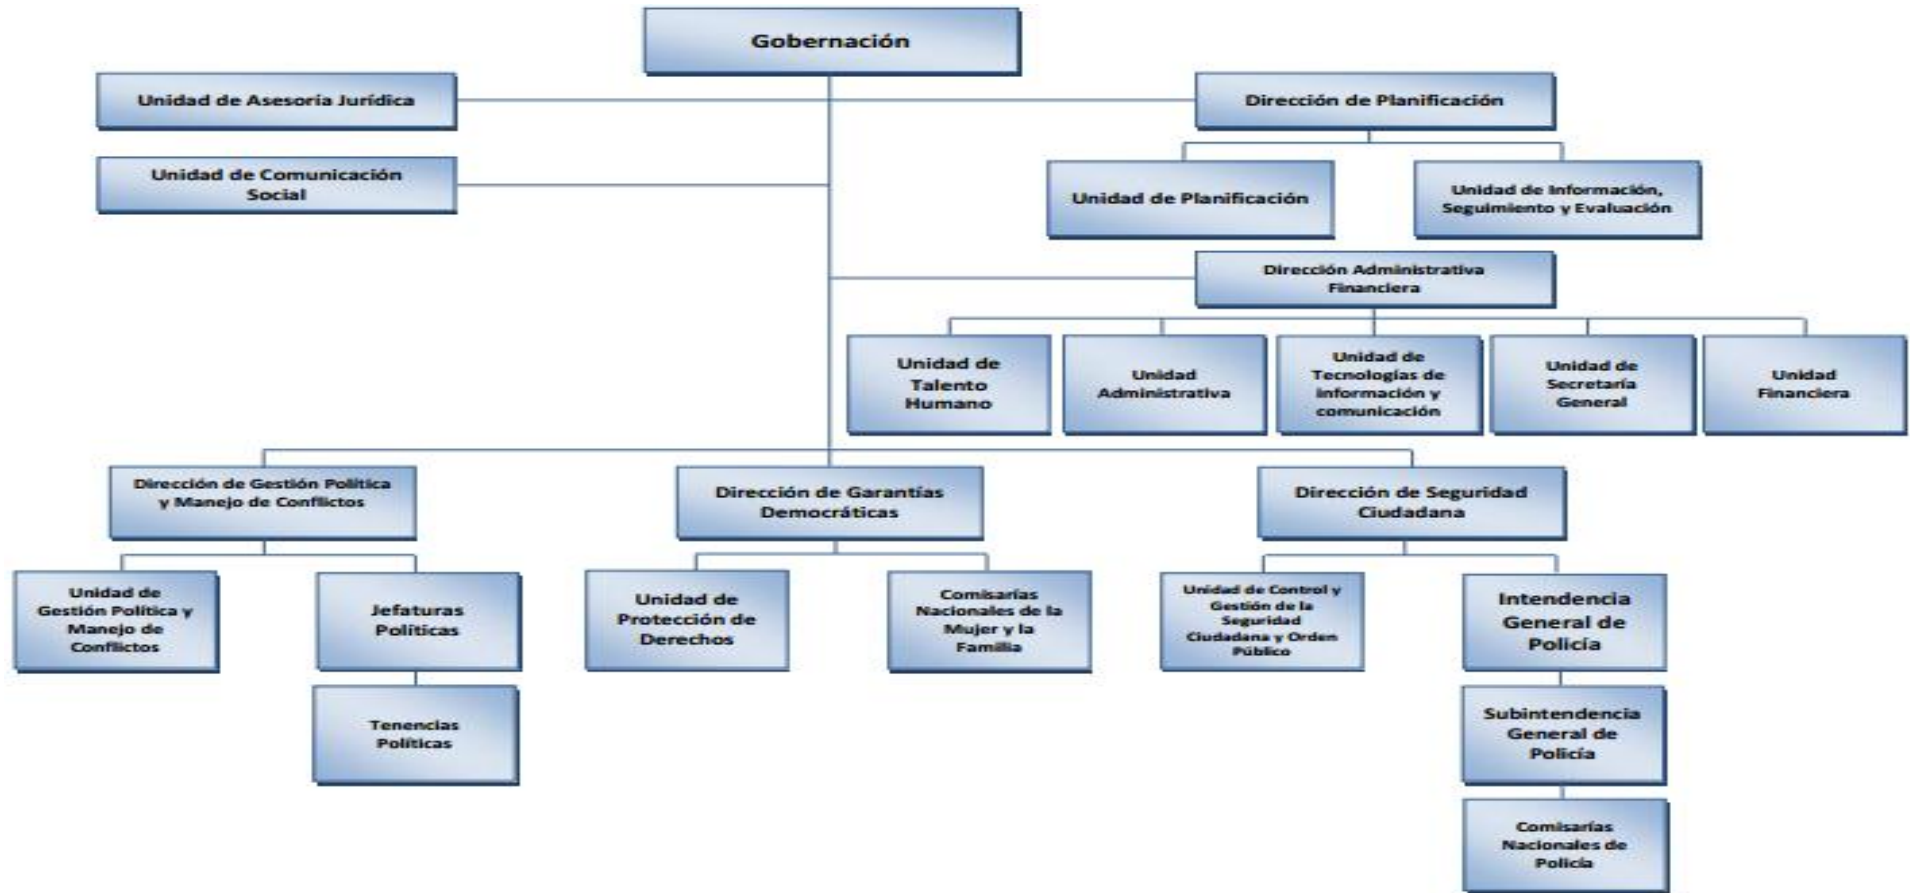 Gobernación
Unidad de Asesoría Jurídica
Dirección de Planificación
Unidad de Comunicación
Social
Unidad de Planificación
Unidad de Información,
Seguimiento y Evaluación
Dirección Administrativa
Financiera
Unidad de
Talento
Humano
Unidad
Administrativa
Unidad de
Tecnologías de
información y
comunicación
Unidad de
Secretaría
General
Unidad
Financiera
Dirección de Gestión Política
y Manejo de Conflictos
Dirección de Garantías
Democráticas
Dirección de Seguridad
Ciudadana
Unidad de
Gestión Política y
Manejo de
Conflictos
Jefaturas
Políticas
Unidad de
Protección de
Derechos
Comisarías
Nacionales de la
Mujer y la
Familia
Unidad de Control y
Gestión de la
Seguridad
Ciudadana y Orden
Público
Intendencia
General de
Policía
Tenencias
Políticas
Subintendencia
General de
Policía
Comisarías
Nacionales de
Policía